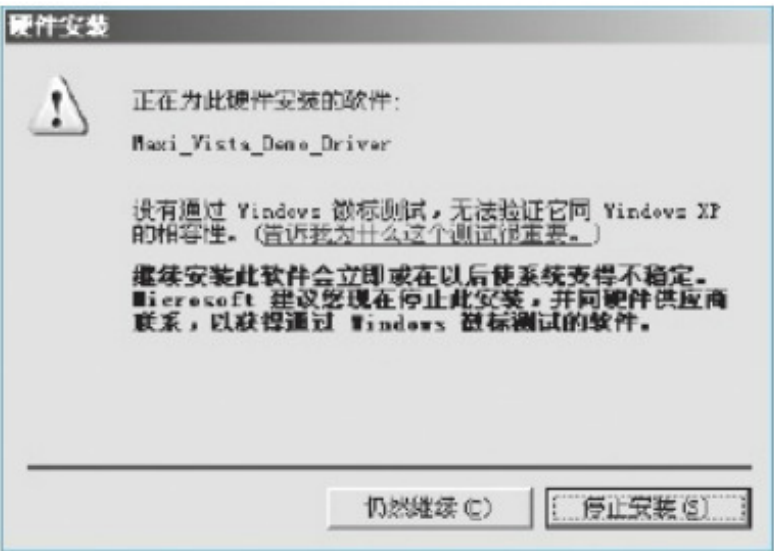 硬件安装
正在为此硬件安装的软件:
Maxi_Vista_Demo_Driver
没有通过 Windows 徽标测试，无法验证它同 Windows XP
的相容性。(告诉我为什么这个测试很重要。)
继续安装此软件会立即或在以后使系统变得不稳定。
Microsoft 建议您现在停止此安装，并同硬件供应商
联系，以获得通过 Windows 徽标测试的软件。
仍然继续(C)
停止安装(S)